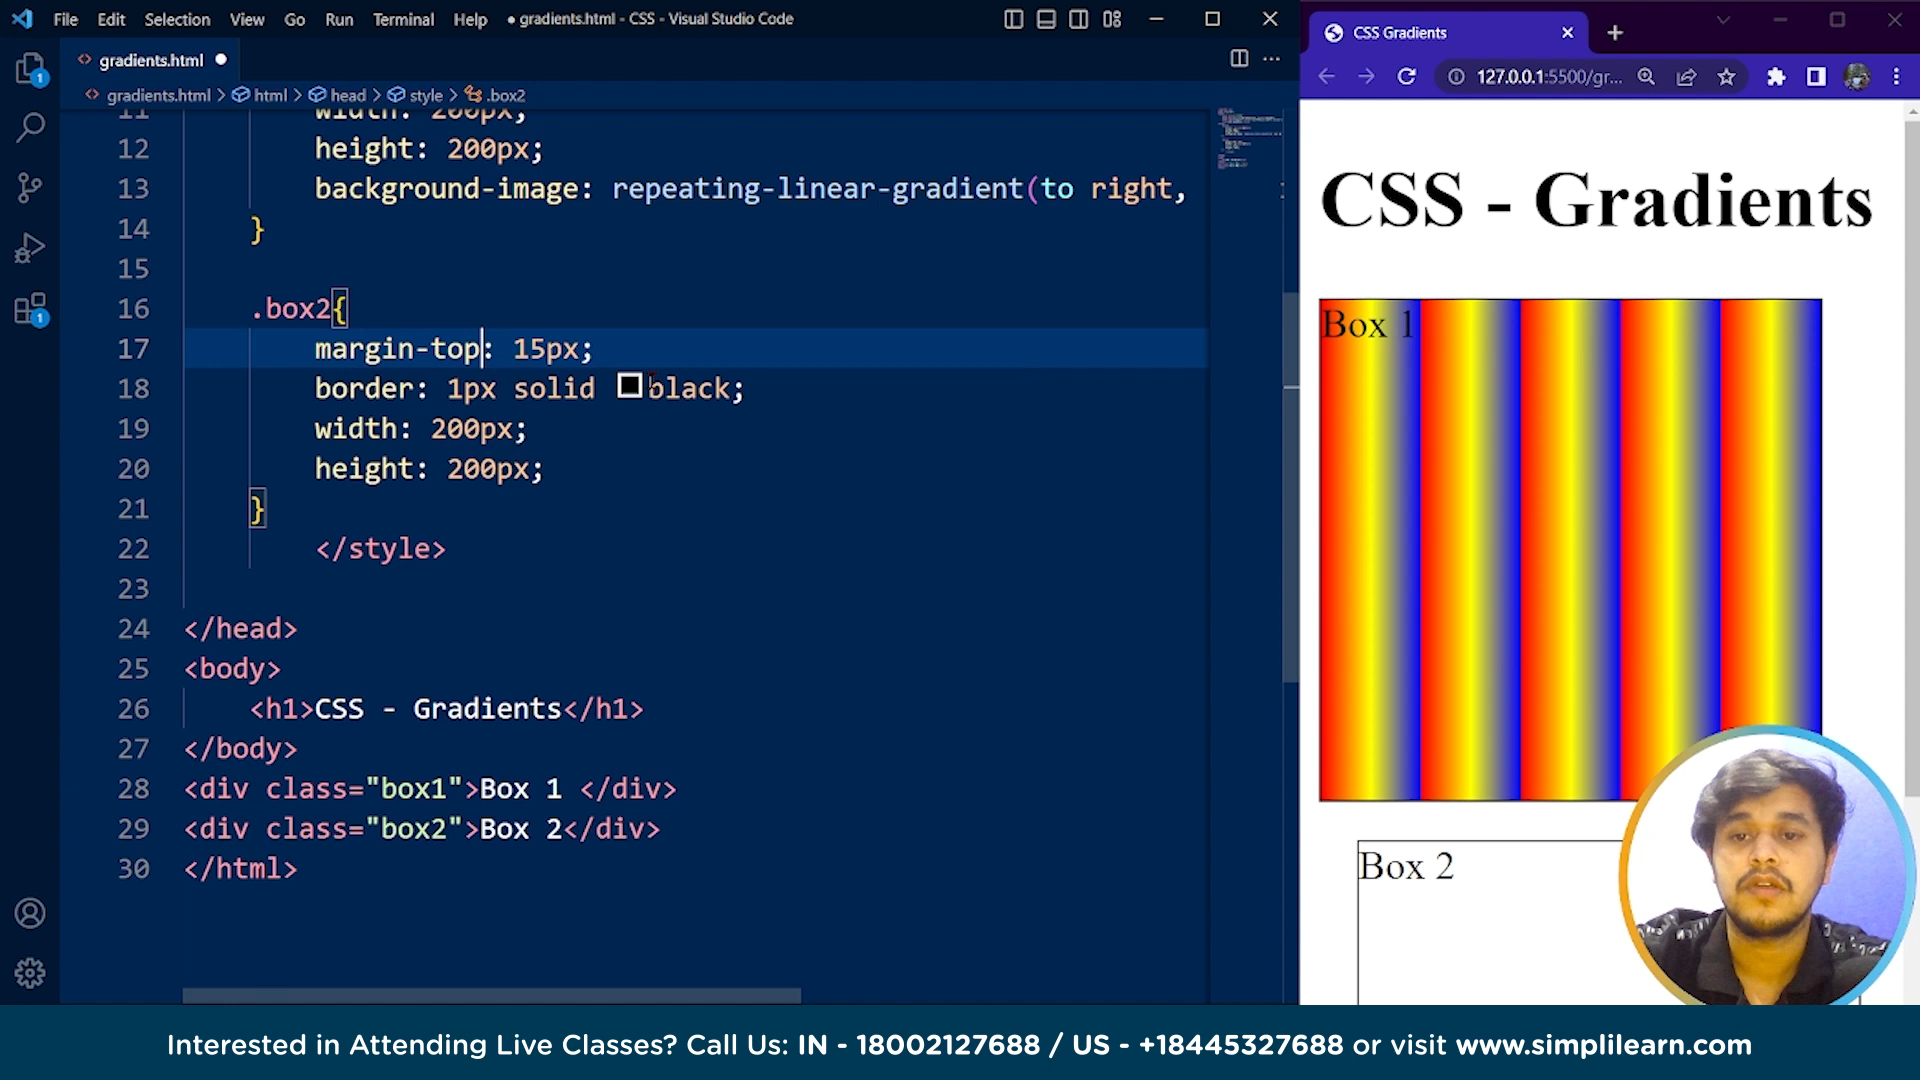 File Edit Selection View Go Run Terminal Help ● gradients.html - CSS - Visual Studio Code
gradients.html
gradients.html > html > head > style > .box2
11 width: 200px;
12 height: 200px;
13 background-image: repeating-linear-gradient(to right,
14 }
15
16 .box2{
17 margin-top: 15px;
18 border: 1px solid black;
19 width: 200px;
20 height: 200px;
21 }
22 </style>
23
24 </head>
25 <body>
26 <h1>CSS - Gradients</h1>
27 </body>
28 <div class="box1">Box 1 </div>
29 <div class="box2">Box 2</div>
30 </html>
1
1
CSS Gradients
127.0.0.1:5500/gr...
CSS - Gradients
Box 1
Box 2
Interested in Attending Live Classes? Call Us: IN - 18002127688 / US - +18445327688 or visit www.simplilearn.com